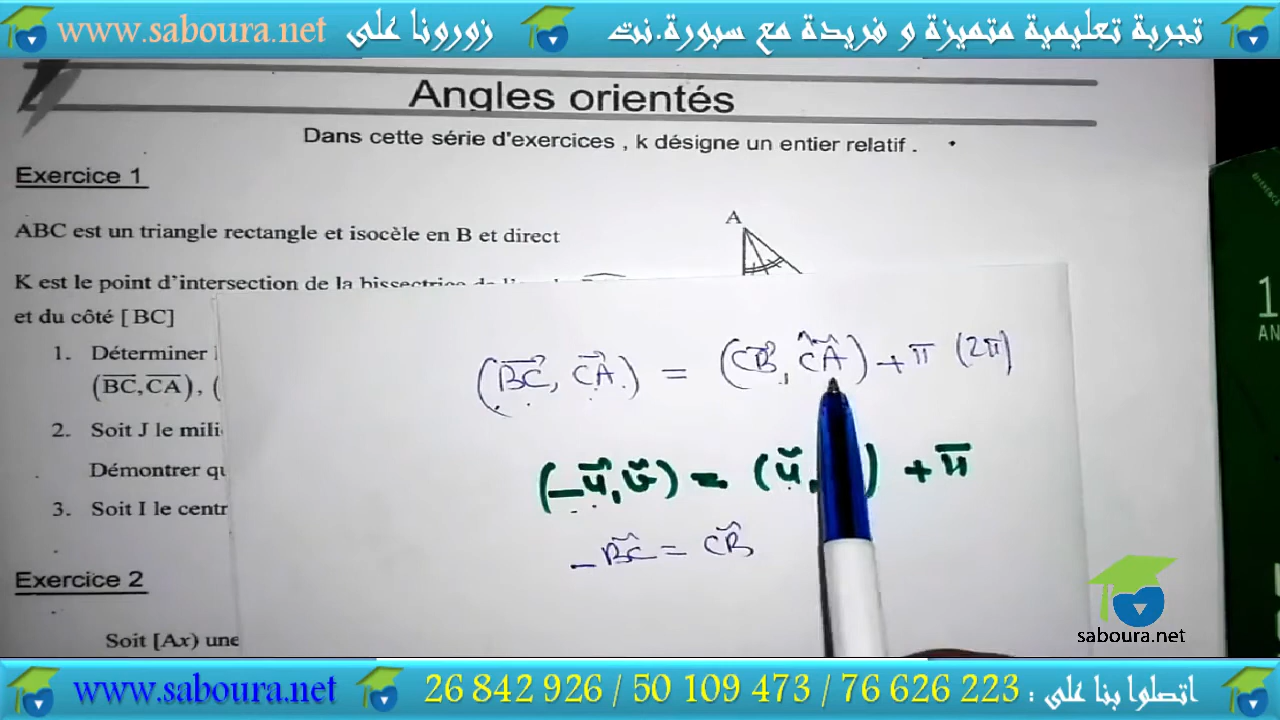 www.saboura.net زورونا على تجربة تعليمية متميزة و فريدة مع سبورة.نت
Angles orientés
Dans cette série d'exercices , k désigne un entier relatif .
Exercice 1
ABC est un triangle rectangle et isocèle en B et direct
A
K est le point d'intersection de la bissectrice de
et du côté [ BC]
1. Déterminer
(BC,CA), (
2. Soit J le mili
Démontrer qu
3. Soit I le centr
Exercice 2
Soit [Ax) une
(BC, CA) = (CB, CA) + π (2π)
(-u, v) = (u, ) + π
-BC = CB
1
AN
saboura.net
www.saboura.net 26 842 926 / 50 109 473 / 76 626 223 : اتصلوا بنا على